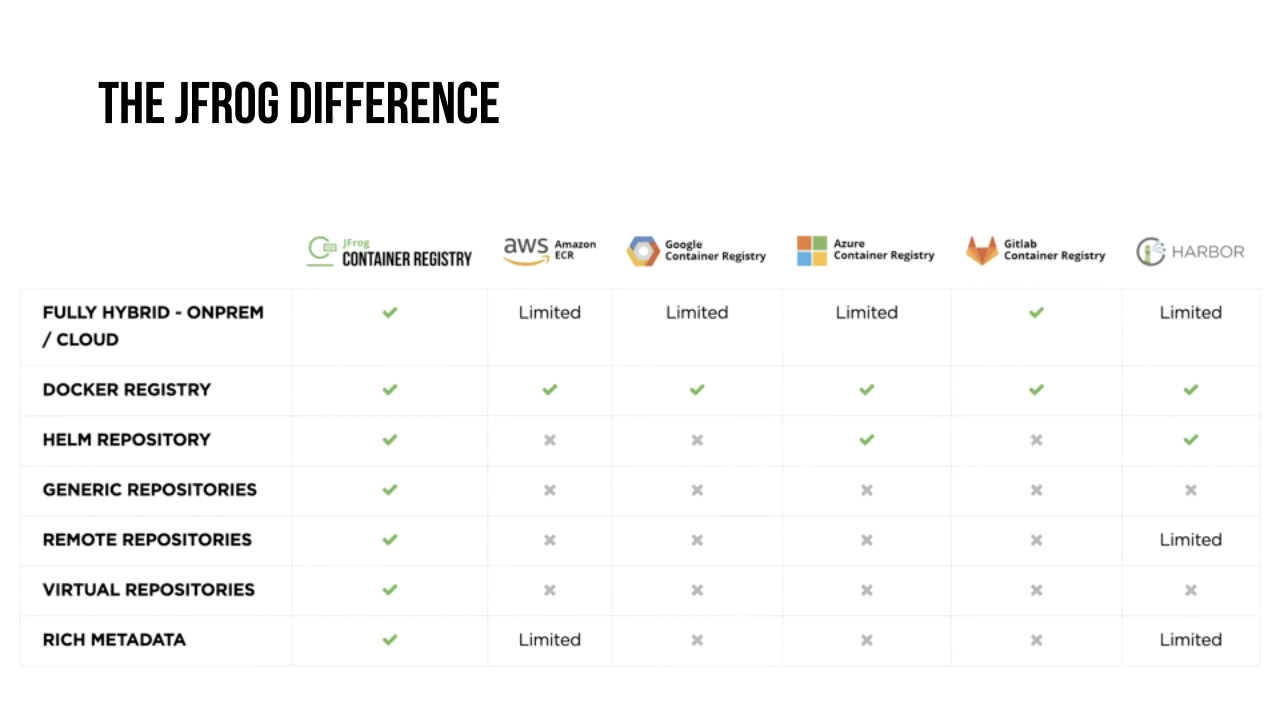 THE JFROG DIFFERENCE
JFrog
CONTAINER REGISTRY
aws Amazon
ECR
Google
Container Registry
Azure
Container Registry
Gitlab
Container Registry
HARBOR
FULLY HYBRID - ONPREM
/ CLOUD
Limited Limited Limited Limited
DOCKER REGISTRY
HELM REPOSITORY
GENERIC REPOSITORIES
REMOTE REPOSITORIES Limited
VIRTUAL REPOSITORIES
RICH METADATA Limited Limited